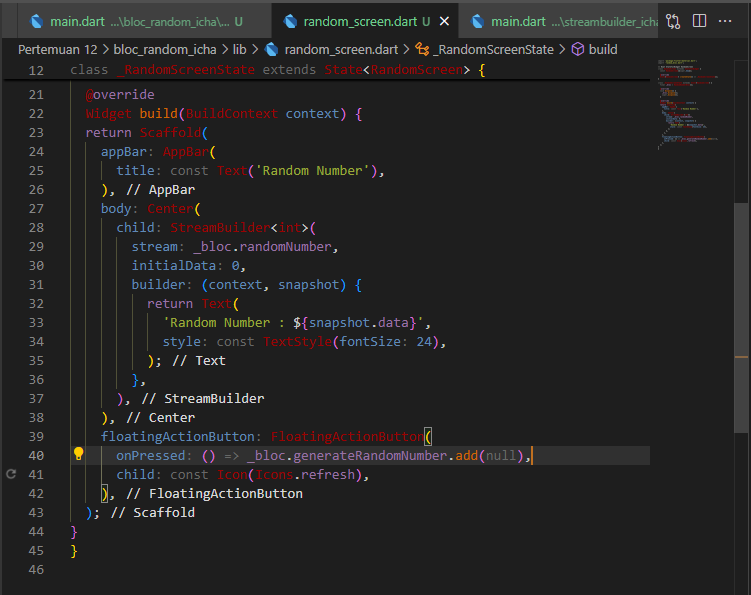 main.dart ...\bloc_random_icha\... U random_screen.dart U main.dart ...\streambuilder_icha
Pertemuan 12 > bloc_random_icha > lib > random_screen.dart > _RandomScreenState > build
12 class _RandomScreenState extends State<RandomScreen> {
21 @override
22 Widget build(BuildContext context) {
23 return Scaffold(
24 appBar: AppBar(
25 title: const Text('Random Number'),
26 ), // AppBar
27 body: Center(
28 child: StreamBuilder<int>(
29 stream: _bloc.randomNumber,
30 initialData: 0,
31 builder: (context, snapshot) {
32 return Text(
33 'Random Number : ${snapshot.data}',
34 style: const TextStyle(fontSize: 24),
35 ); // Text
36 },
37 ), // StreamBuilder
38 ), // Center
39 floatingActionButton: FloatingActionButton(
40 onPressed: () => _bloc.generateRandomNumber.add(null),
41 child: const Icon(Icons.refresh),
42 ), // FloatingActionButton
43 ); // Scaffold
44 }
45 }
46